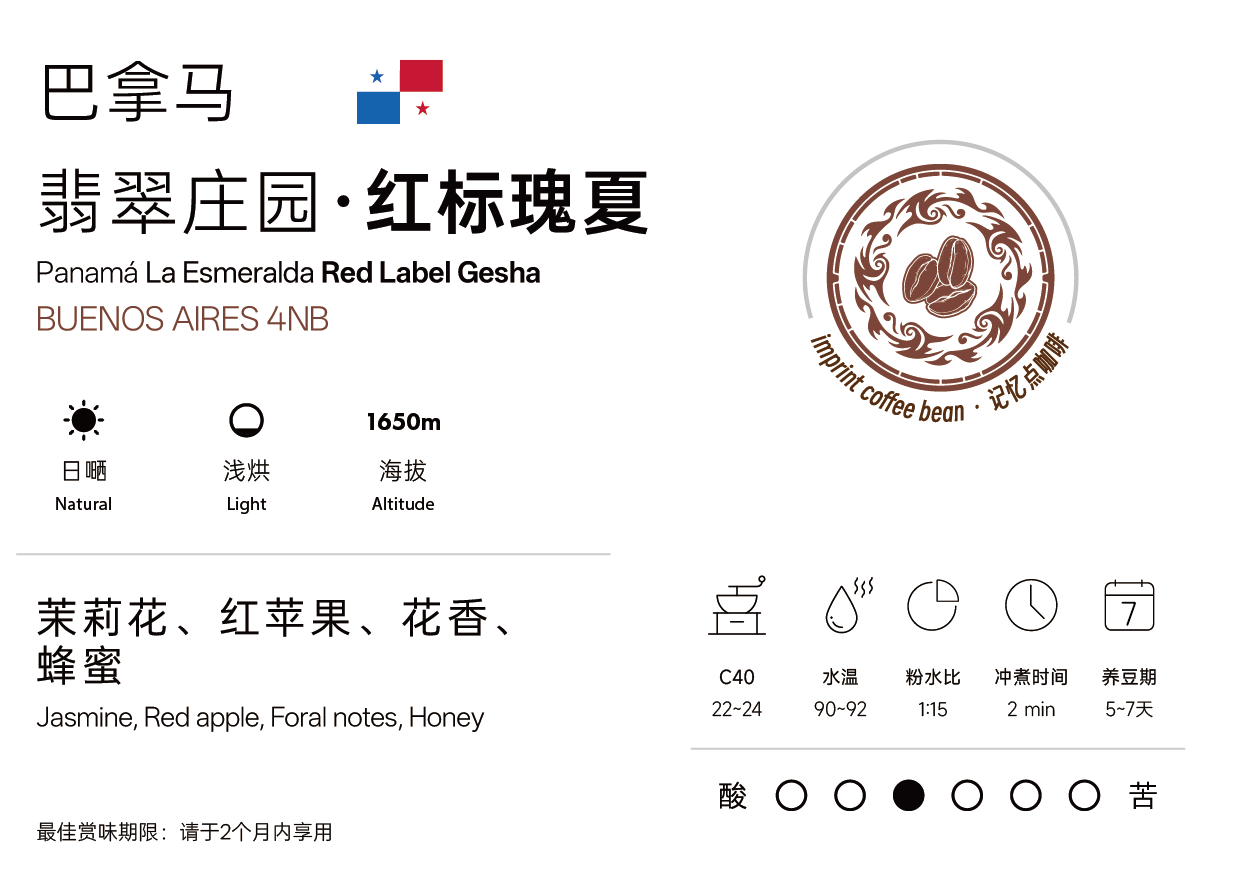 巴拿马
翡翠庄园·红标瑰夏
Panamá La Esmeralda Red Label Gesha
BUENOS AIRES 4NB
1650m
日晒 浅烘 海拔
Natural Light Altitude
茉莉花、红苹果、花香、
蜂蜜
Jasmine, Red apple, Foral notes, Honey
最佳赏味期限：请于2个月内享用
imprint coffee bean · 记忆点咖啡
7
C40 水温 粉水比 冲煮时间 养豆期
22~24 90~92 1:15 2 min 5~7天
酸 苦